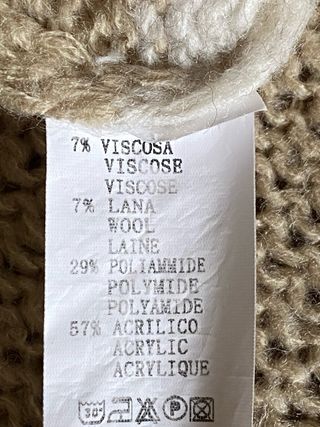 7% VISCOSA
VISCOSE
VISCOSE
7% LANA
WOOL
LAINE
29% POLIAMMIDE
POLYMIDE
POLYAMIDE
57% ACRILICO
ACRYLIC
ACRYLIQUE
30° P